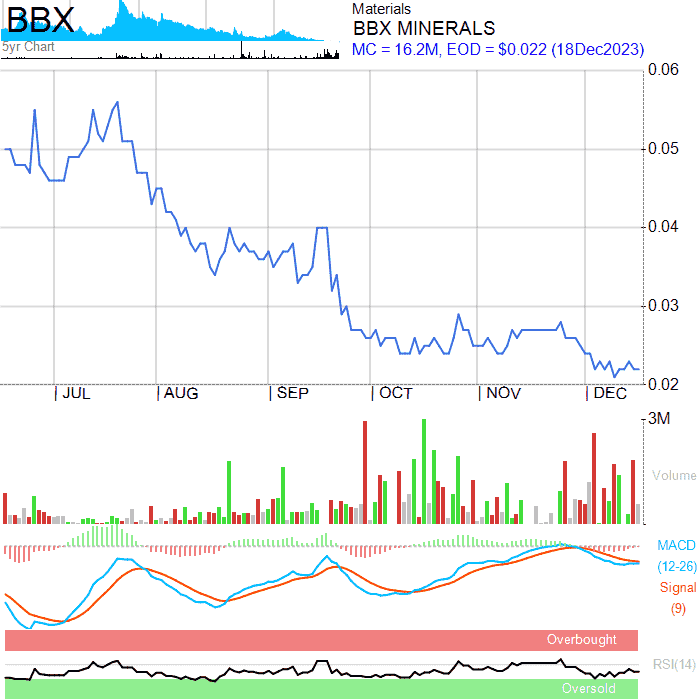 BBX
5yr Chart
Materials
BBX MINERALS
MC = 16.2M, EOD = $0.022 (18Dec2023)
0.06
0.05
0.04
0.03
0.02
JUL
AUG
SEP
OCT
NOV
DEC
3M
Volume
MACD
(12-26)
Signal
(9)
Overbought
RSI(14)
Oversold